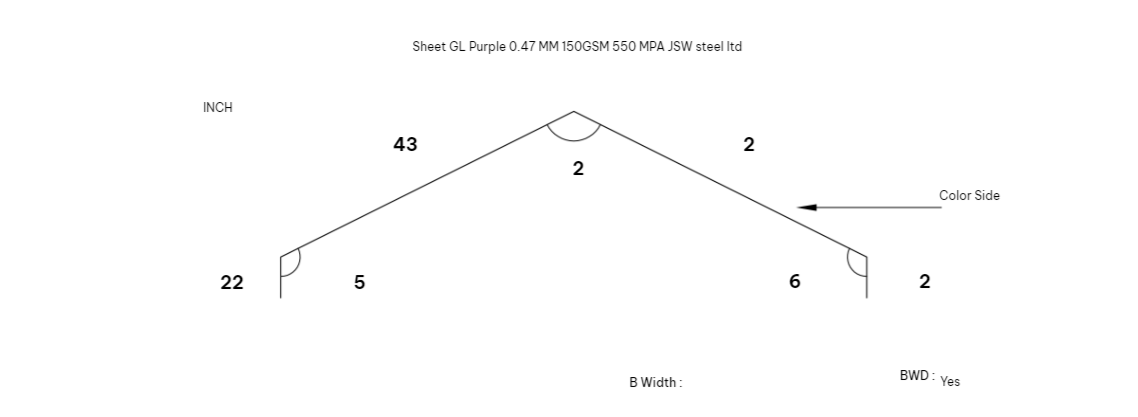 Sheet GL Purple 0.47 MM 150GSM 550 MPA JSW steel ltd
INCH
43
2
2
Color Side
22
5
6
2
B Width :
BWD : Yes